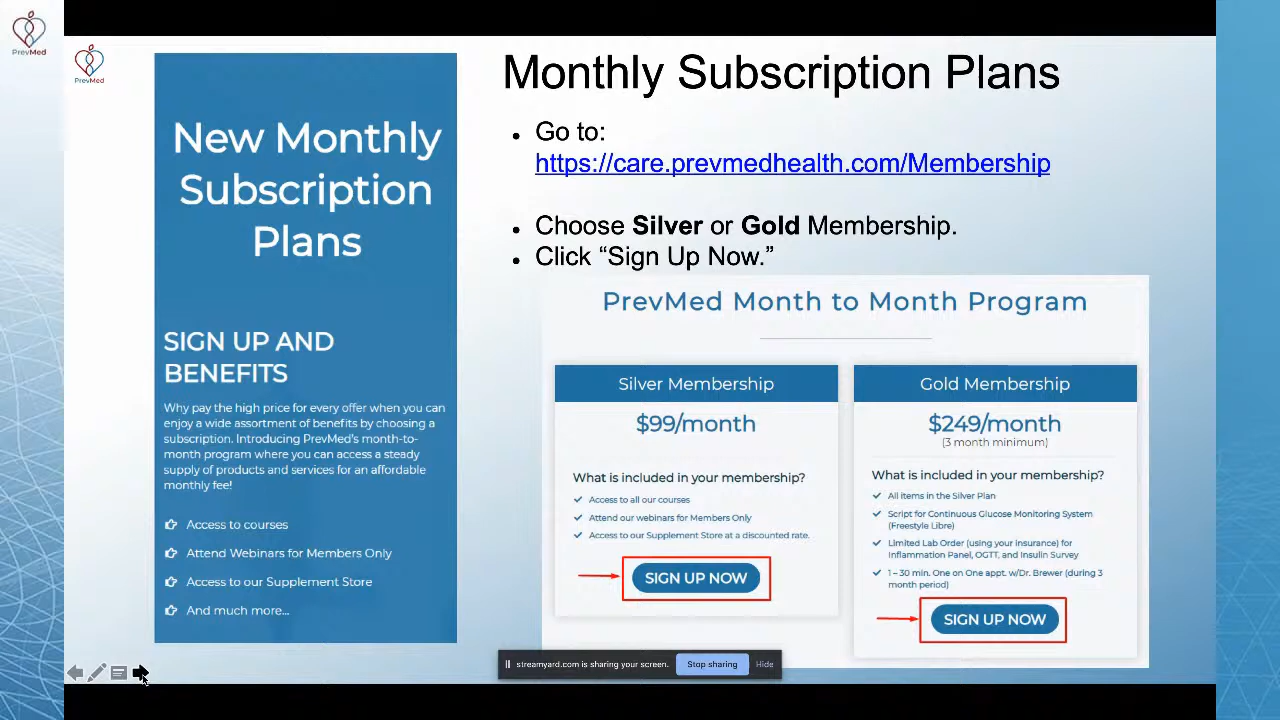 PrevMed
PrevMed
New Monthly
Subscription
Plans
SIGN UP AND
BENEFITS
Why pay the high price for every offer when you can
enjoy a wide assortment of benefits by choosing a
subscription. Introducing PrevMed's month-to-
month program where you can access a steady
supply of products and services for an affordable
monthly fee!
Access to courses
Attend Webinars for Members Only
Access to our Supplement Store
And much more...
Monthly Subscription Plans
• Go to:
https://care.prevmedhealth.com/Membership
• Choose Silver or Gold Membership.
• Click “Sign Up Now.”
PrevMed Month to Month Program
Silver Membership
$99/month
What is included in your membership?
Access to all our courses
Attend our webinars for Members Only
Access to our Supplement Store at a discounted rate.
SIGN UP NOW
Gold Membership
$249/month
(3 month minimum)
What is included in your membership?
All items in the Silver Plan
Script for Continuous Glucose Monitoring System
(Freestyle Libre)
Limited Lab Order (using your insurance) for
Inflammation Panel, OGTT, and Insulin Survey
1 – 30 min. One on One appt. w/Dr. Brewer (during 3
month period)
SIGN UP NOW
streamyard.com is sharing your screen.
Stop sharing
Hide